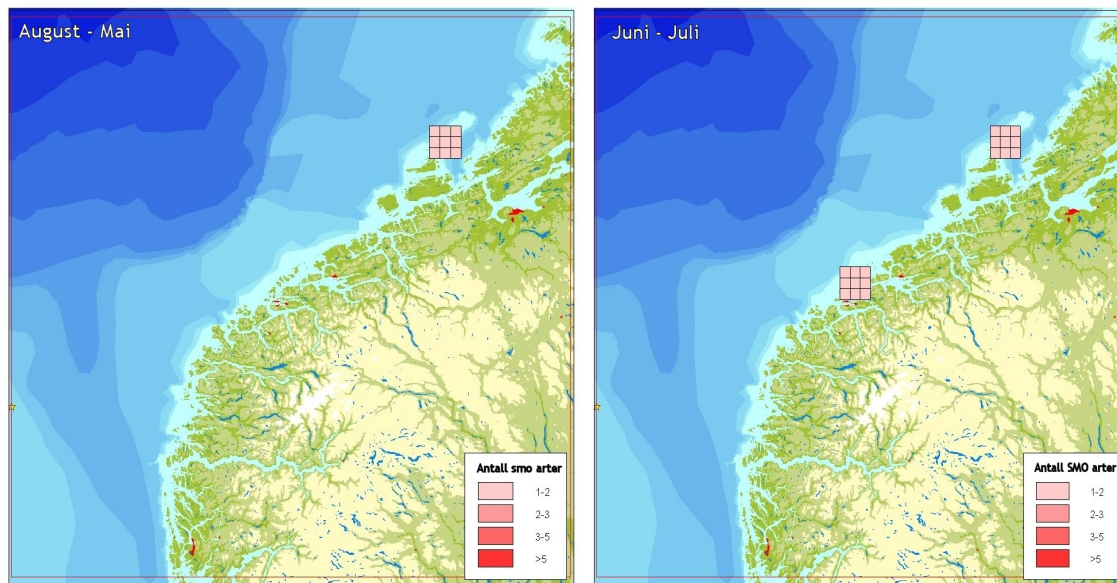 August - Mai
Antall smo arter
1-2
2-3
3-5
>5
Juni - Juli
Antall SMO arter
1-2
2-3
3-5
>5